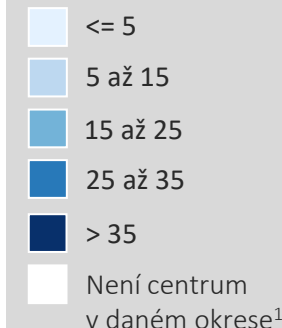 <= 5
5 až 15
15 až 25
25 až 35
> 35
Není centrum
v daném okrese¹